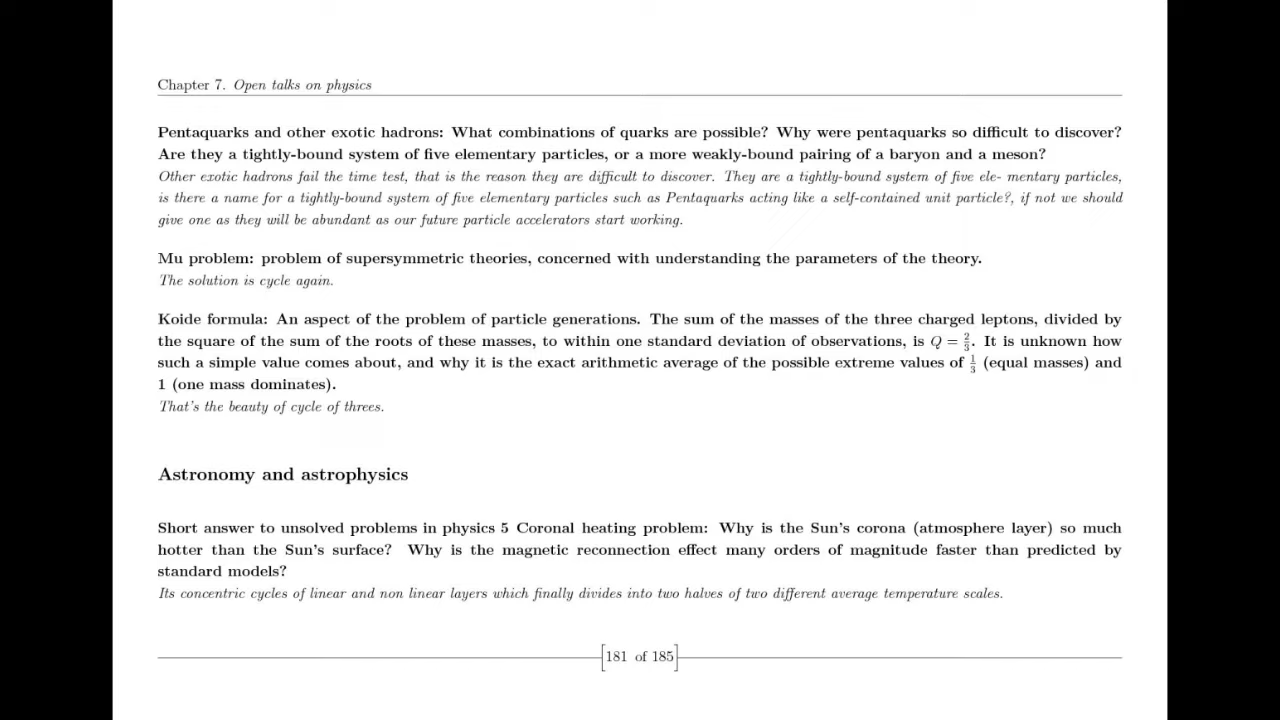 Chapter 7. Open talks on physics
Pentaquarks and other exotic hadrons: What combinations of quarks are possible? Why were pentaquarks so difficult to discover?
Are they a tightly-bound system of five elementary particles, or a more weakly-bound pairing of a baryon and a meson?
Other exotic hadrons fail the time test, that is the reason they are difficult to discover. They are a tightly-bound system of five ele- mentary particles,
is there a name for a tightly-bound system of five elementary particles such as Pentaquarks acting like a self-contained unit particle?, if not we should
give one as they will be abundant as our future particle accelerators start working.
Mu problem: problem of supersymmetric theories, concerned with understanding the parameters of the theory.
The solution is cycle again.
Koide formula: An aspect of the problem of particle generations. The sum of the masses of the three charged leptons, divided by
the square of the sum of the roots of these masses, to within one standard deviation of observations, is Q = 2/3. It is unknown how
such a simple value comes about, and why it is the exact arithmetic average of the possible extreme values of 1/3 (equal masses) and
1 (one mass dominates).
That's the beauty of cycle of threes.
Astronomy and astrophysics
Short answer to unsolved problems in physics 5 Coronal heating problem: Why is the Sun's corona (atmosphere layer) so much
hotter than the Sun's surface? Why is the magnetic reconnection effect many orders of magnitude faster than predicted by
standard models?
Its concentric cycles of linear and non linear layers which finally divides into two halves of two different average temperature scales.
[181 of 185]